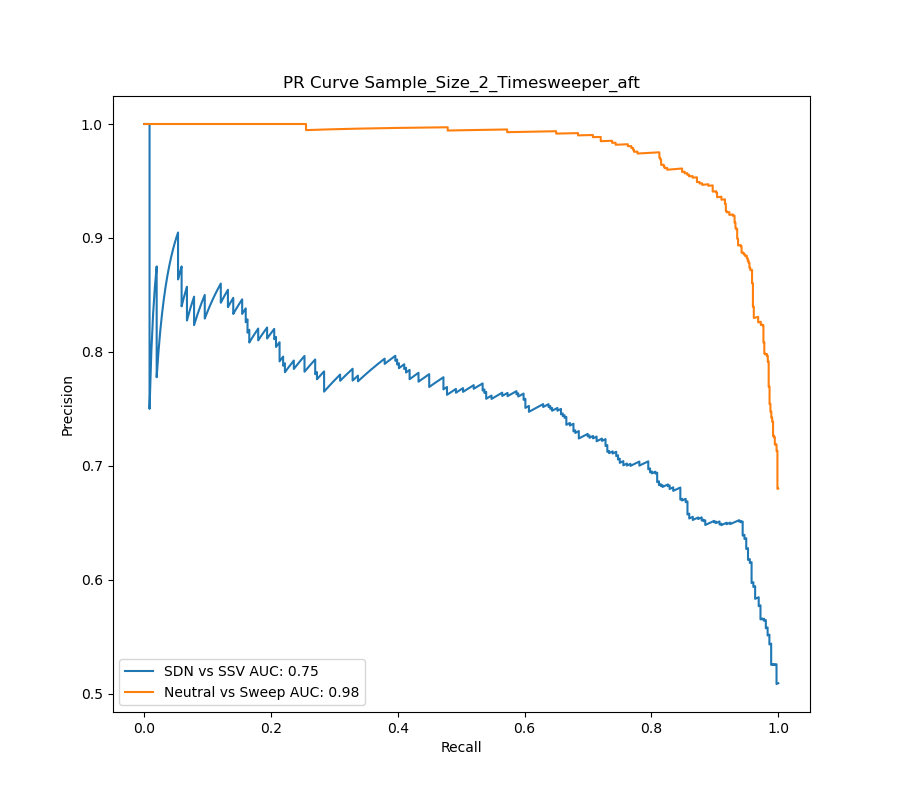 PR Curve Sample_Size_2_Timesweeper_aft
1.0
0.9
0.8
0.7
0.6
0.5
Precision
SDN vs SSV AUC: 0.75
Neutral vs Sweep AUC: 0.98
0.0 0.2 0.4 0.6 0.8 1.0
Recall